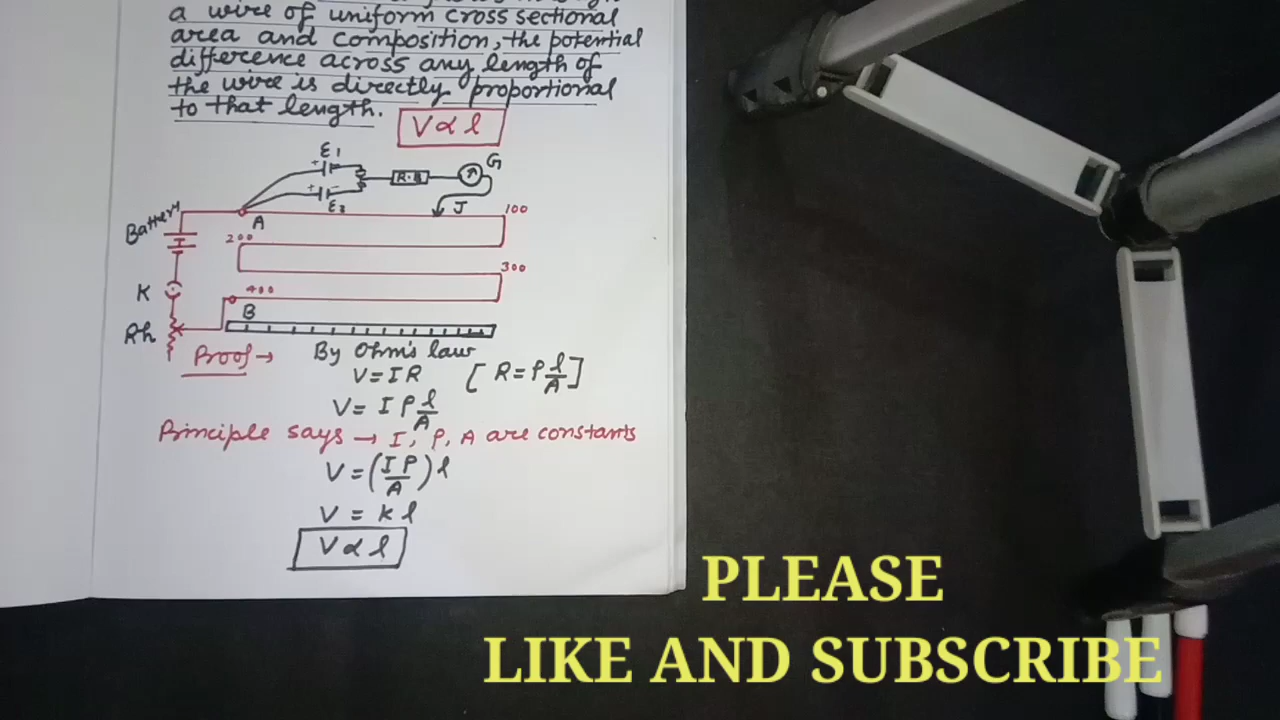 a wire of uniform cross sectional
area and composition, the potential
difference across any length of
the wire is directly proportional
to that length.
V ∝ l
ε1
G
R.B
ε2
Battery
A
J
100
200
300
K
400
B
Rh
Proof → By Ohm's law
V = IR [R = ρ l/A]
V = I ρ l/A
Principle says → I, ρ, A are constants
V = (Iρ/A) l
V = k l
V ∝ l
PLEASE
LIKE AND SUBSCRIBE